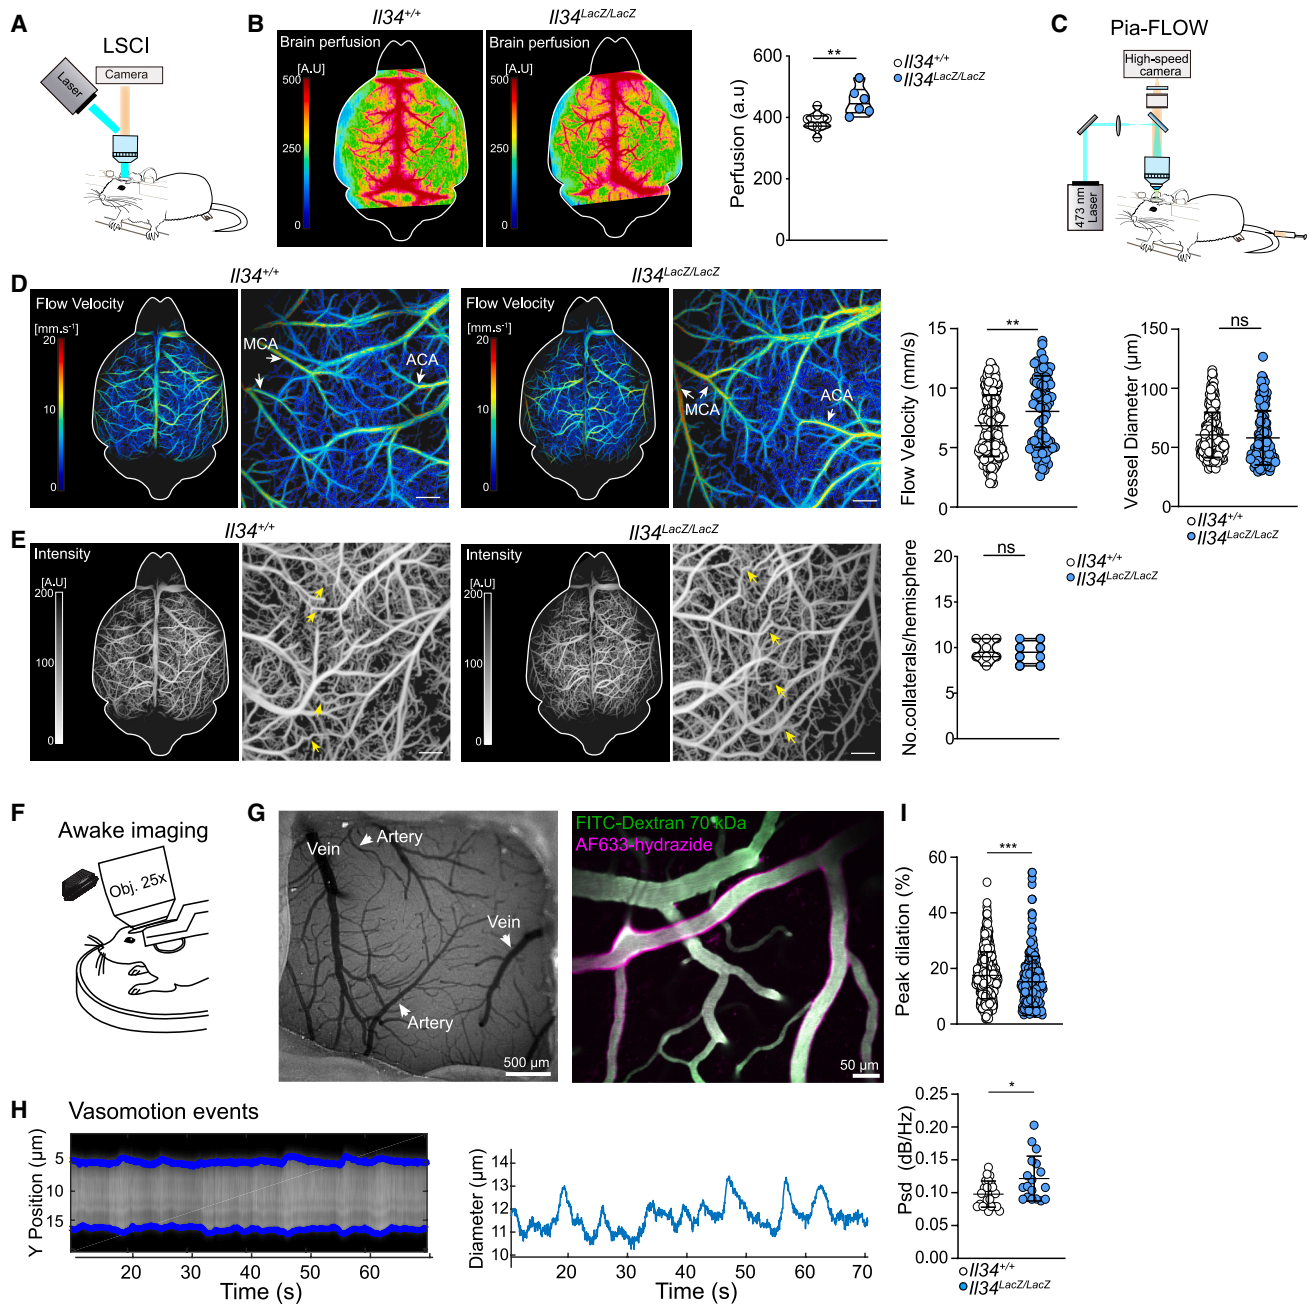 A
LSCI
Laser
Camera
B
Il34+/+
Il34LacZ/LacZ
Brain perfusion
[A.U]
500
250
0
Brain perfusion
[A.U]
500
250
0
600
400
200
0
Perfusion (a.u)
**
Il34+/+
Il34LacZ/LacZ
C
Pia-FLOW
High-speed
camera
473 nm
Laser
D
Il34+/+
Il34LacZ/LacZ
Flow Velocity
[mm.s-1]
20
10
0
MCA
ACA
Flow Velocity
[mm.s-1]
20
10
0
MCA
ACA
Flow Velocity (mm/s)
15
10
5
0
**
Vessel Diameter (µm)
150
100
50
0
ns
Il34+/+
Il34LacZ/LacZ
E
Il34+/+
Il34LacZ/LacZ
Intensity
[A.U]
200
100
0
Intensity
[A.U]
200
100
0
No.collaterals/hemisphere
20
15
10
5
0
ns
Il34+/+
Il34LacZ/LacZ
F
Awake imaging
Obj. 25x
G
Vein
Artery
Vein
Artery
500 µm
FITC-Dextran 70 kDa
AF633-hydrazide
50 µm
I
Peak dilation (%)
60
40
20
0
***
H
Vasomotion events
Y Position (µm)
5
10
15
20
30
40
50
60
Time (s)
Diameter (µm)
14
13
12
11
10
20
30
40
50
60
70
Time (s)
Psd (dB/Hz)
0.25
0.20
0.15
0.10
0.05
0.00
*
Il34+/+
Il34LacZ/LacZ